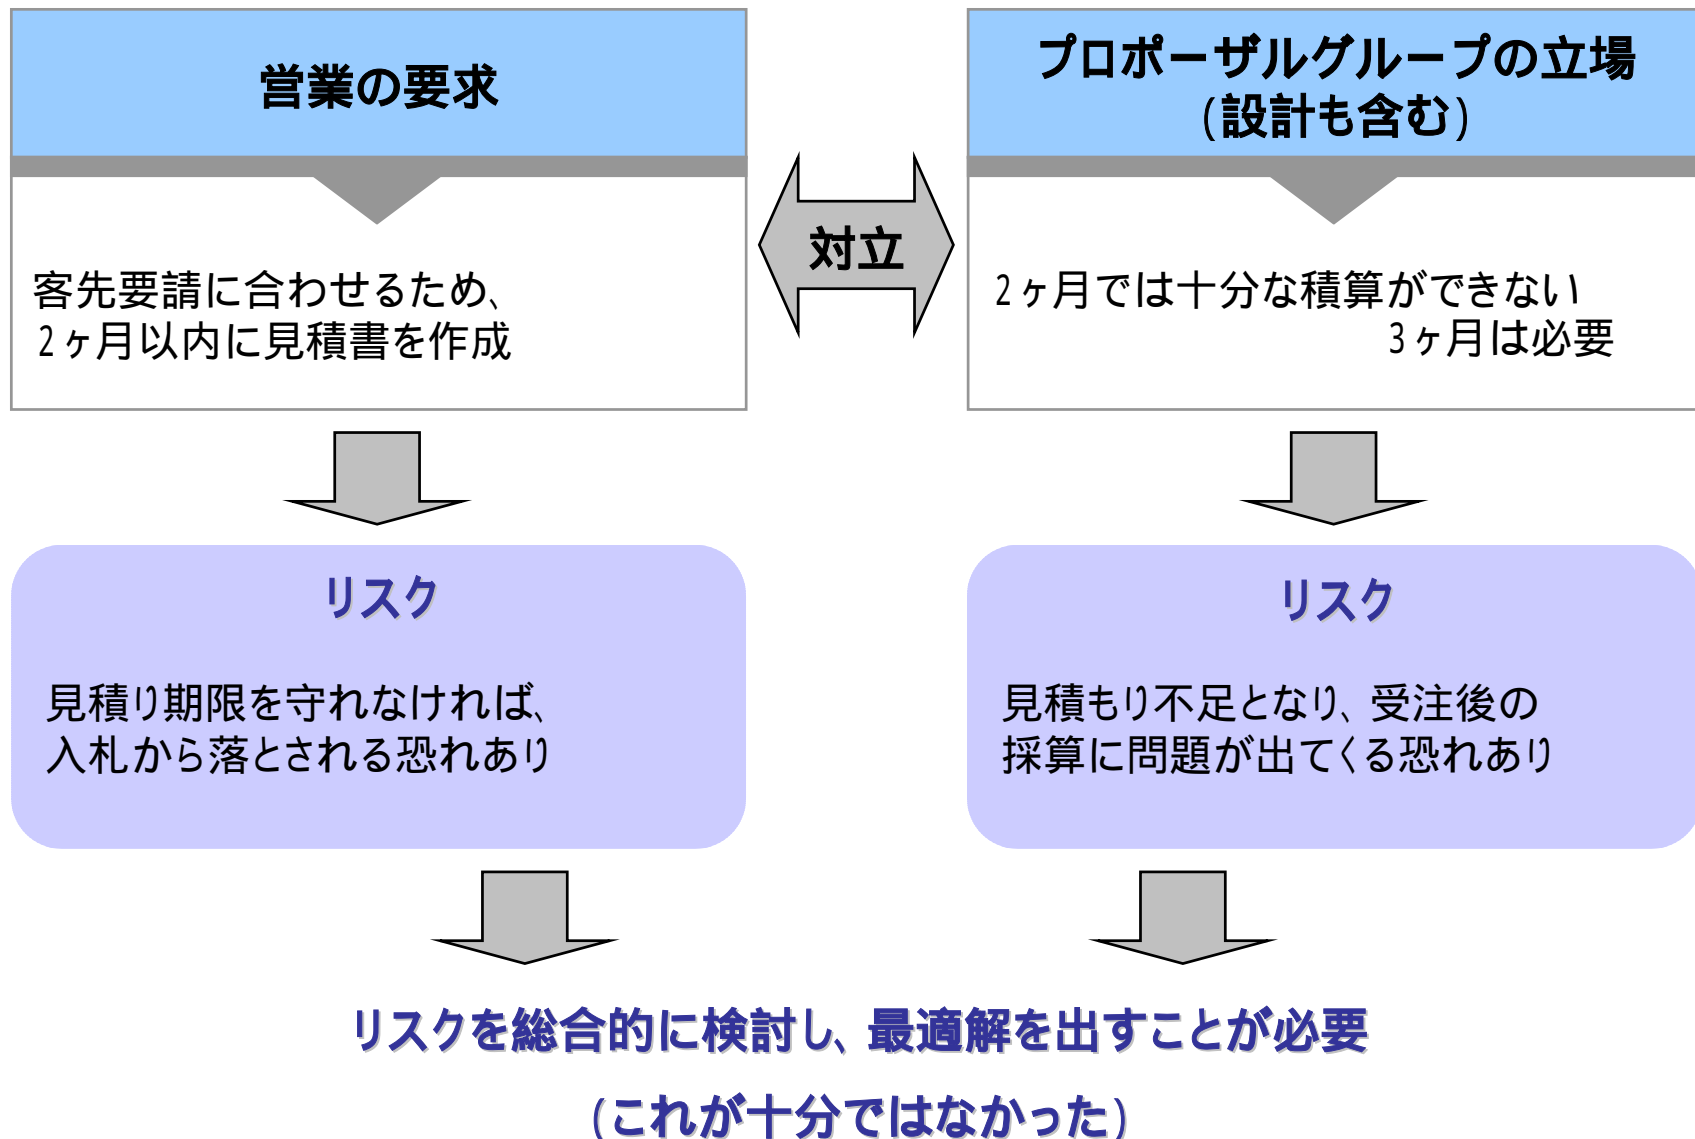 営業の要求
プロポーザルグループの立場
(設計も含む)
対立
客先要請に合わせるため、
2ヶ月以内に見積書を作成
2ヶ月では十分な積算ができない
3ヶ月は必要
リスク
見積り期限を守れなければ、
入札から落とされる恐れあり
リスク
見積もり不足となり、受注後の
採算に問題が出てくる恐れあり
リスクを総合的に検討し、最適解を出すことが必要
(これが十分ではなかった)